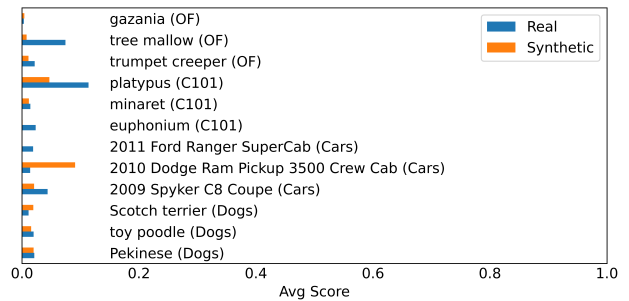 gazania (OF)
tree mallow (OF)
trumpet creeper (OF)
platypus (C101)
minaret (C101)
euphonium (C101)
2011 Ford Ranger SuperCab (Cars)
2010 Dodge Ram Pickup 3500 Crew Cab (Cars)
2009 Spyker C8 Coupe (Cars)
Scotch terrier (Dogs)
toy poodle (Dogs)
Pekinese (Dogs)
Real
Synthetic
0.0 0.2 0.4 0.6 0.8 1.0
Avg Score